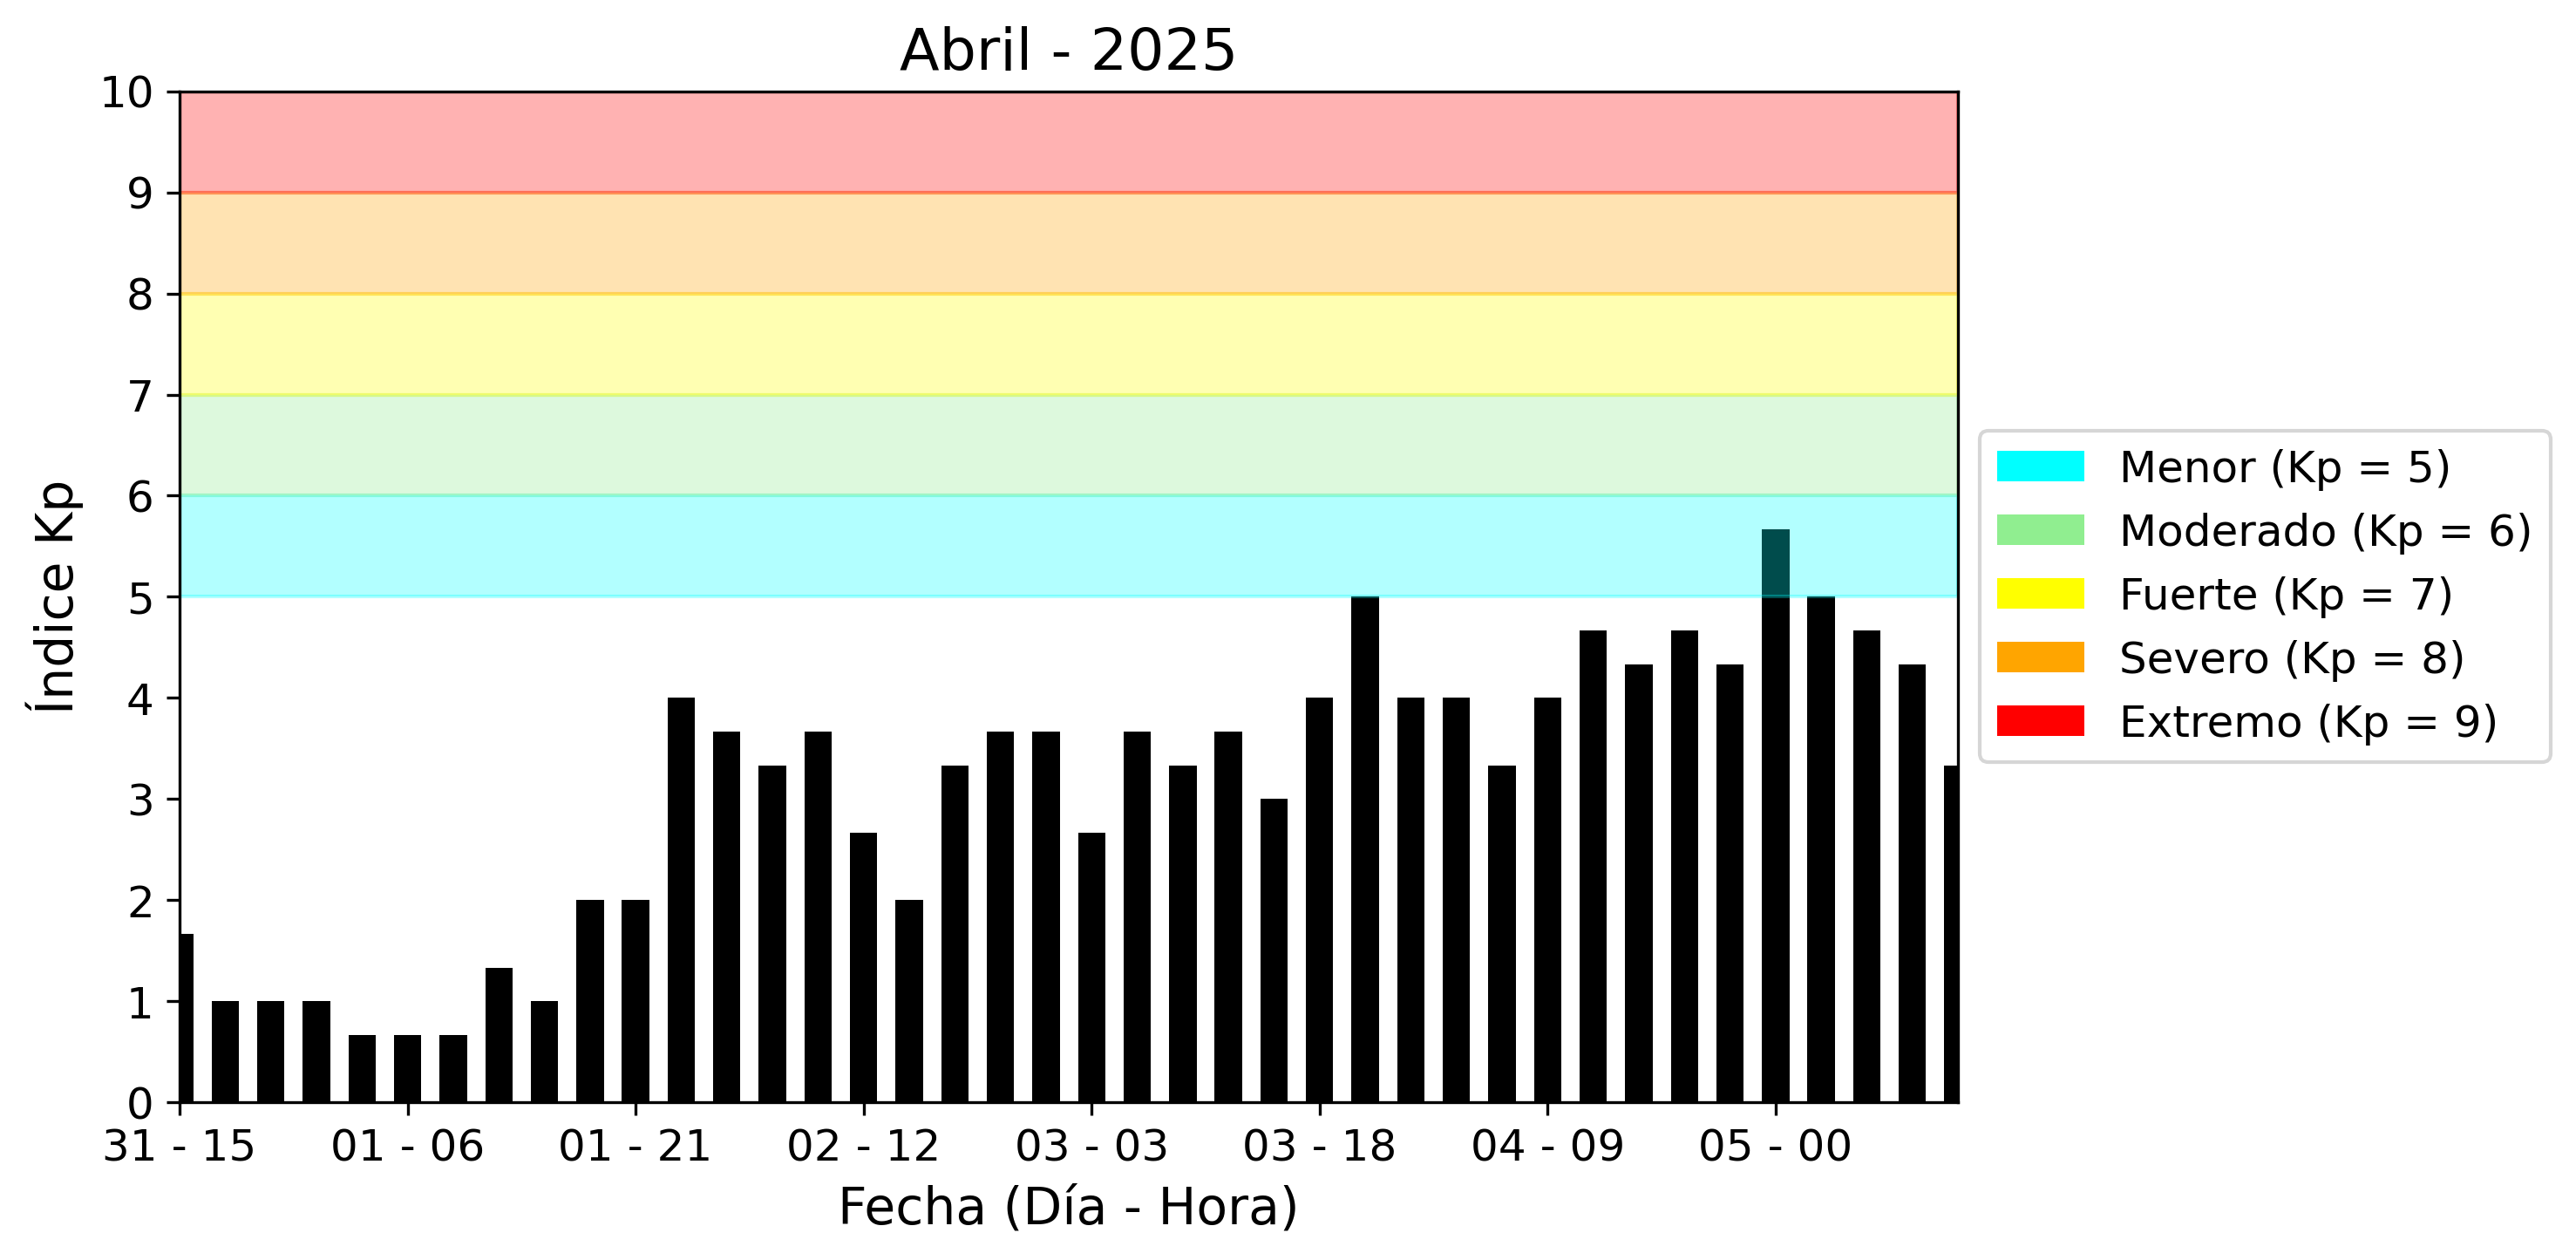 Abril - 2025
10
9
8
7
6
5
4
3
2
1
0
Índice Kp
31 - 15
01 - 06
01 - 21
02 - 12
03 - 03
03 - 18
04 - 09
05 - 00
Fecha (Día - Hora)
Menor (Kp = 5)
Moderado (Kp = 6)
Fuerte (Kp = 7)
Severo (Kp = 8)
Extremo (Kp = 9)